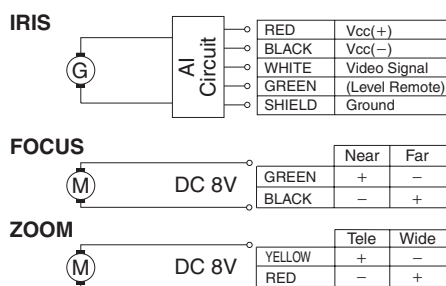 IRIS
G
AI Circuit
RED Vcc(+)
BLACK Vcc(−)
WHITE Video Signal
GREEN (Level Remote)
SHIELD Ground
FOCUS
M
DC 8V
Near Far
GREEN + −
BLACK − +
ZOOM
M
DC 8V
Tele Wide
YELLOW + −
RED − +